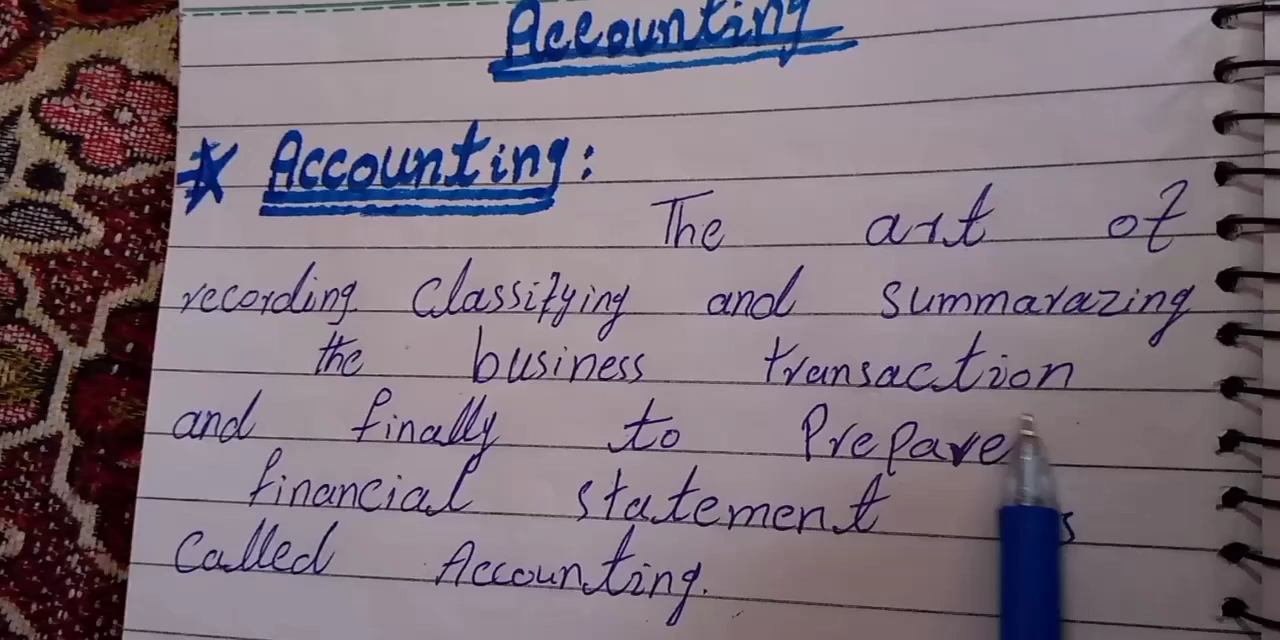 Accounting
* Accounting:
The art of
recording classifying and summarazing
the business transaction
and finally to Prepare
financial statement
called Accounting.